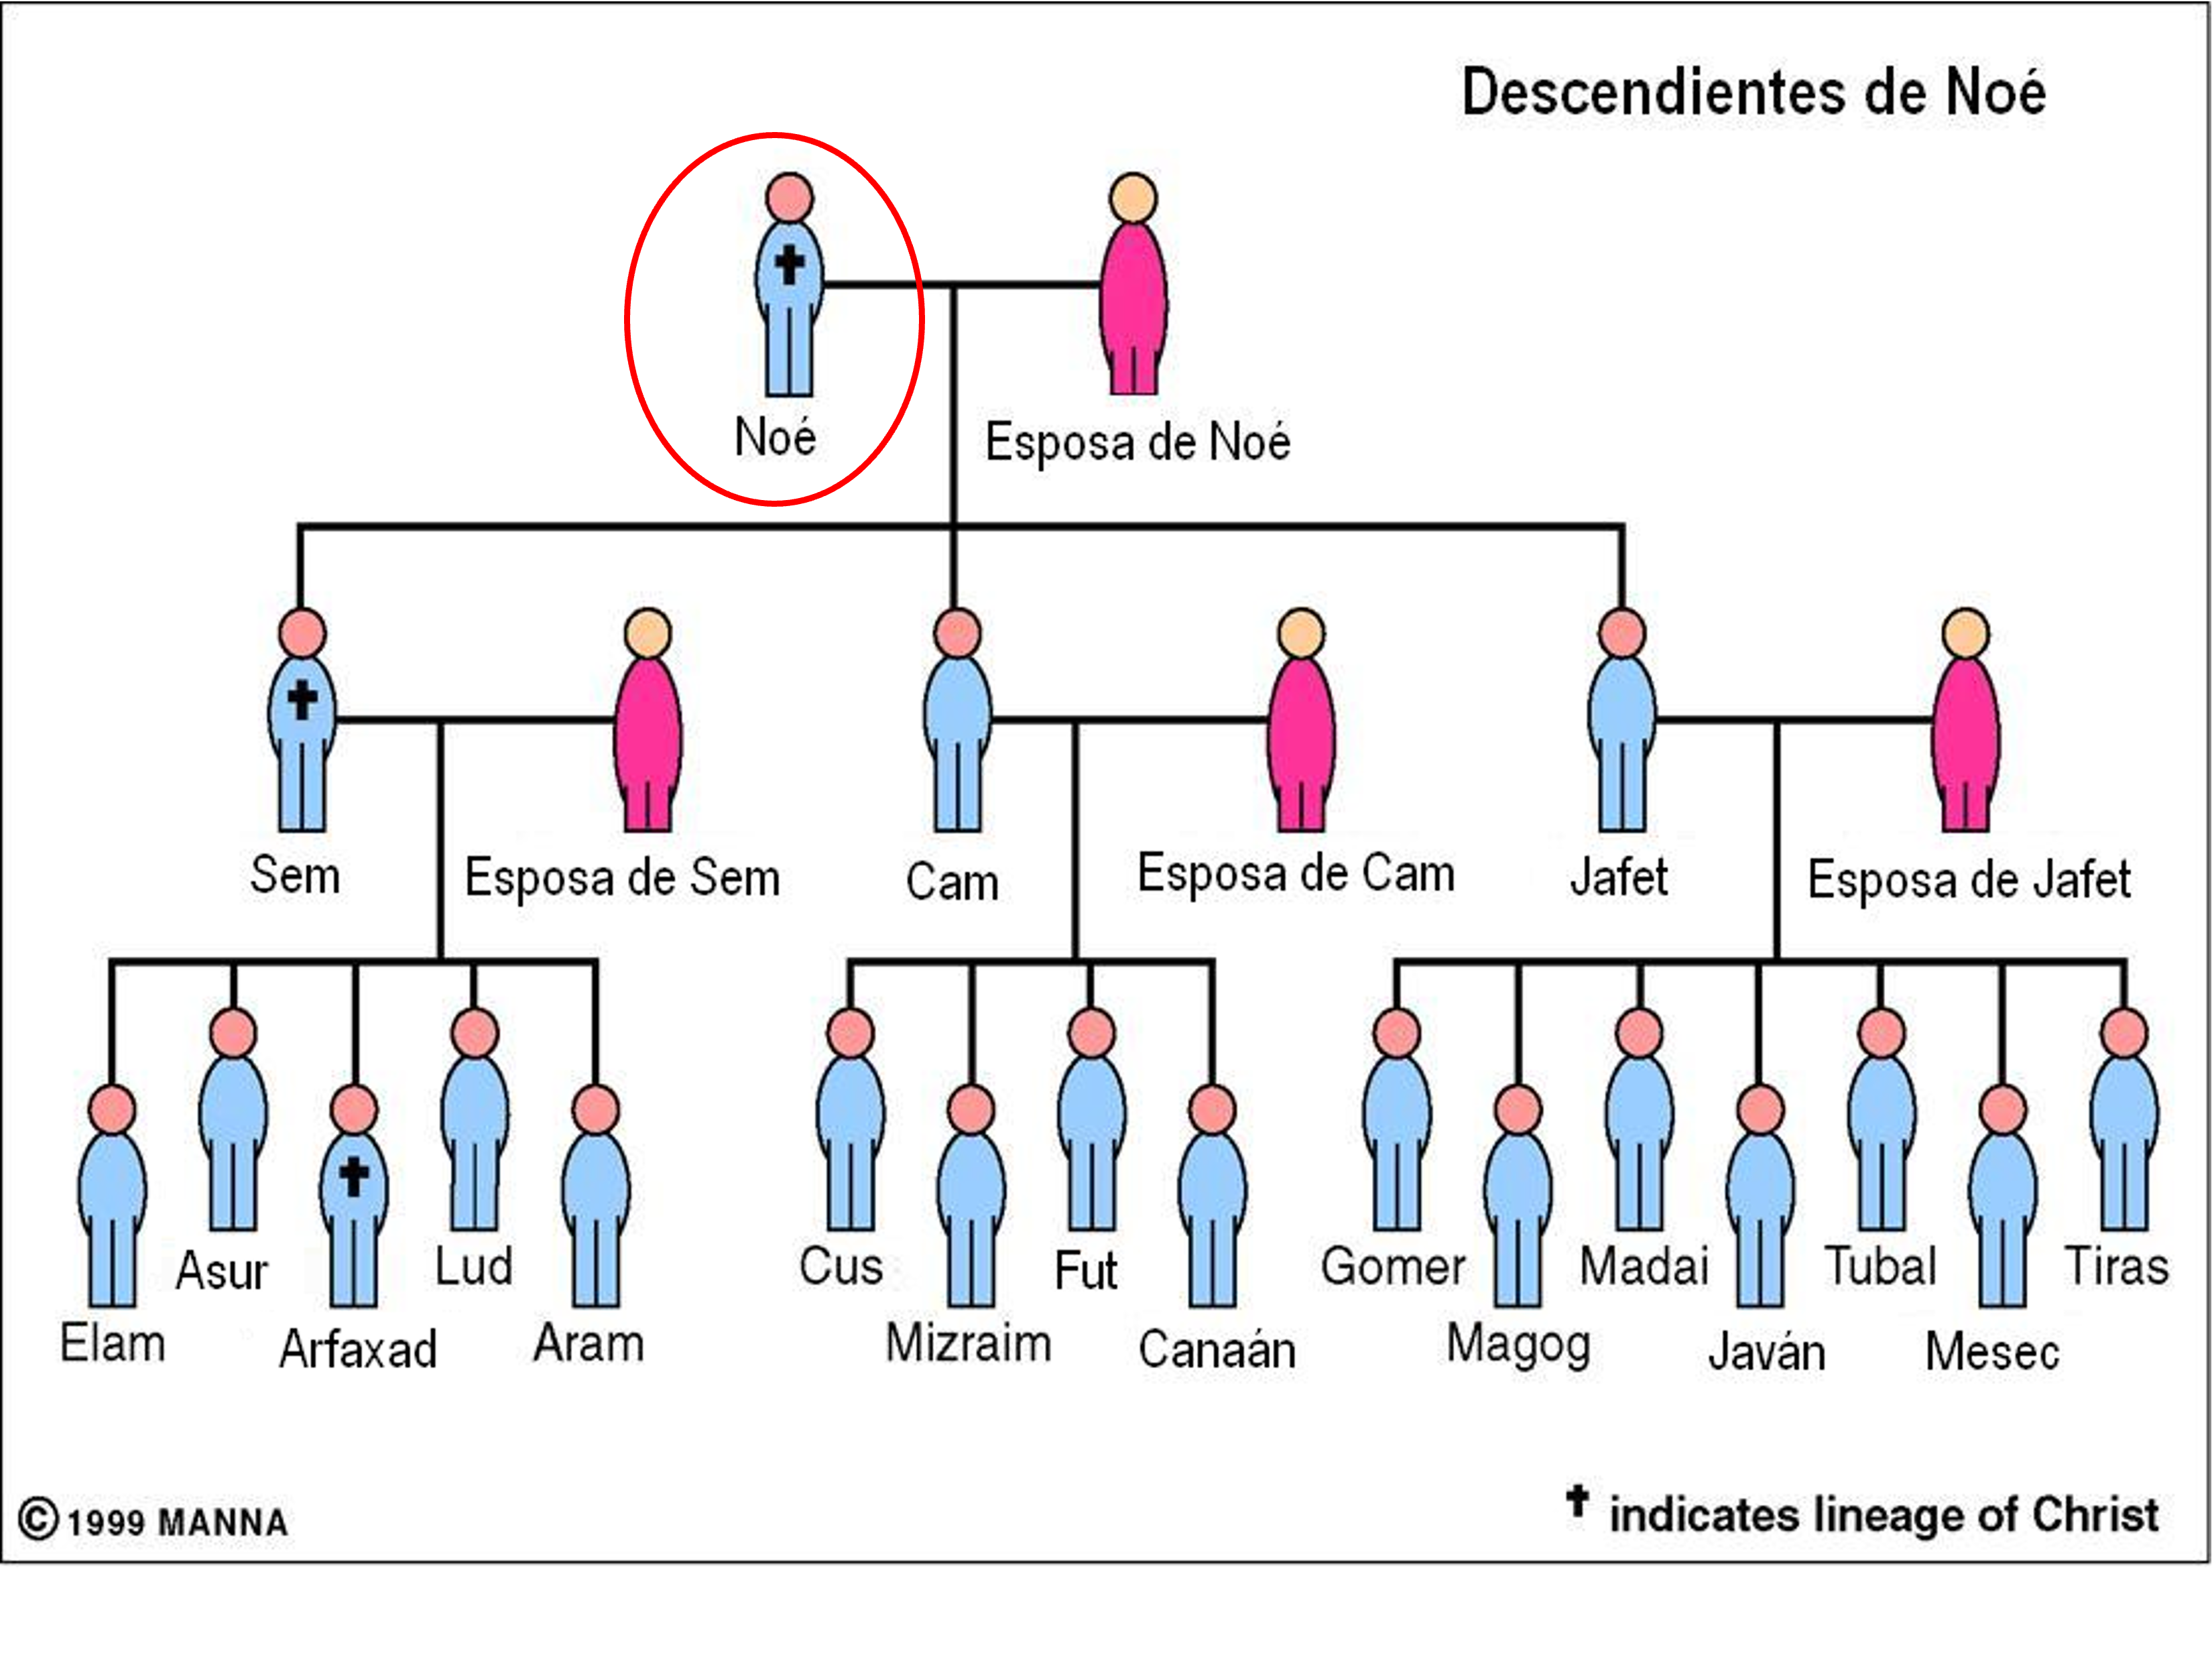 Descendientes de Noé
Noé
Esposa de Noé
Sem
Esposa de Sem
Cam
Esposa de Cam
Jafet
Esposa de Jafet
Elam
Asur
Arfaxad
Lud
Aram
Cus
Mizraim
Fut
Canaán
Gomer
Magog
Madai
Javán
Tubal
Mesec
Tiras
© 1999 MANNA
✝ indicates lineage of Christ